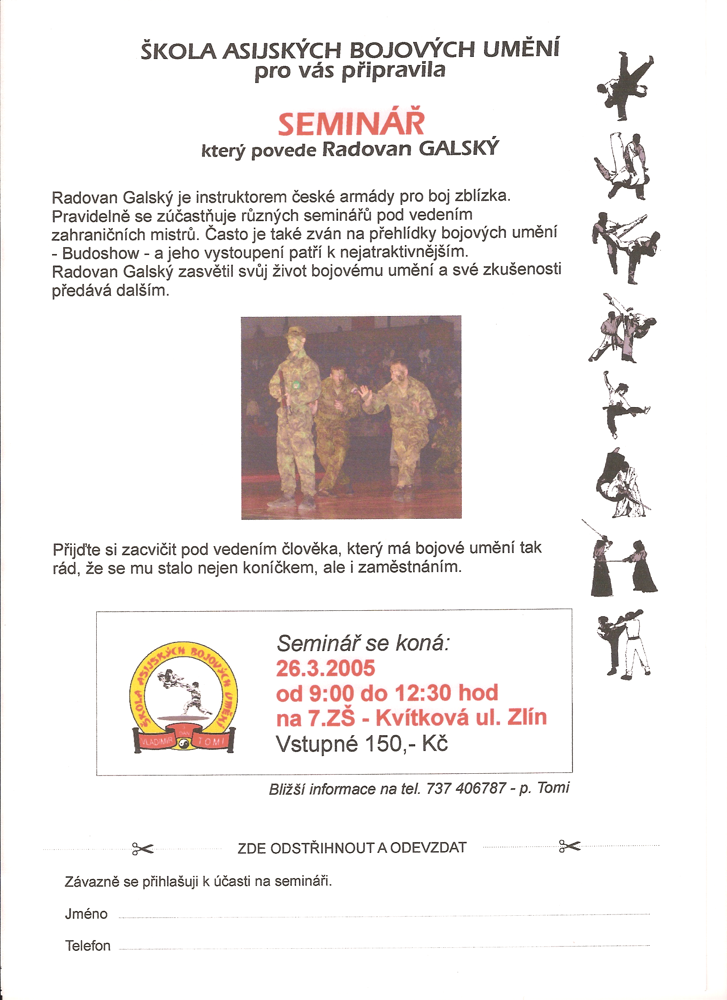 ŠKOLA ASIJSKÝCH BOJOVÝCH UMĚNÍ
pro vás připravila
SEMINÁŘ
který povede Radovan GALSKÝ
Radovan Galský je instruktorem české armády pro boj zblízka.
Pravidelně se zúčastňuje různých seminářů pod vedením
zahraničních mistrů. Často je také zván na přehlídky bojových umění
- Budoshow - a jeho vystoupení patří k nejatraktivnějším.
Radovan Galský zasvětil svůj život bojovému umění a své zkušenosti
předává dalším.
Přijďte si zacvičit pod vedením člověka, který má bojové umění tak
rád, že se mu stalo nejen koníčkem, ale i zaměstnáním.
ŠKOLA ASIJSKÝCH BOJOVÝCH UMĚNÍ
DAN
VLADIMIR TOMI
Seminář se koná:
26.3.2005
od 9:00 do 12:30 hod
na 7.ZŠ - Kvítková ul. Zlín
Vstupné 150,- Kč
Bližší informace na tel. 737 406787 - p. Tomi
ZDE ODSTŘIHNOUT A ODEVZDAT
Závazně se přihlašuji k účasti na semináři.
Jméno
Telefon